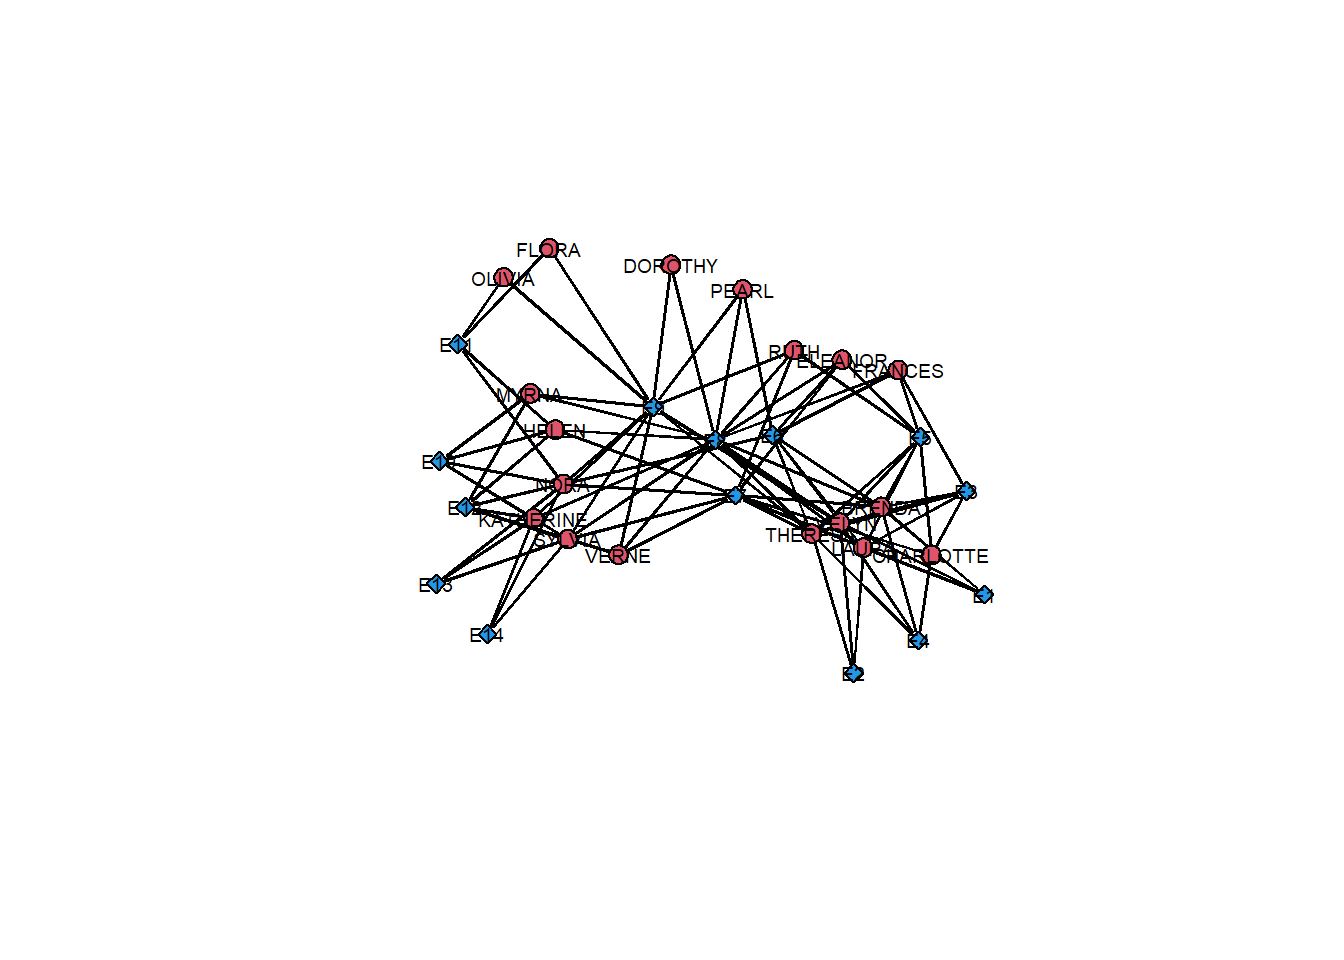 FLORA
OLIVIA
DOROTHY
PEARL
E11
RUTH
ELEANOR
FRANCES
MYRNA
HELEN
E5
E10
NORA
E3
E12
KATHERINE
BRENDA
SYLVIA
VERNE
THERESA
LAURA
CHARLOTTE
E13
E1
E14
E4
E2